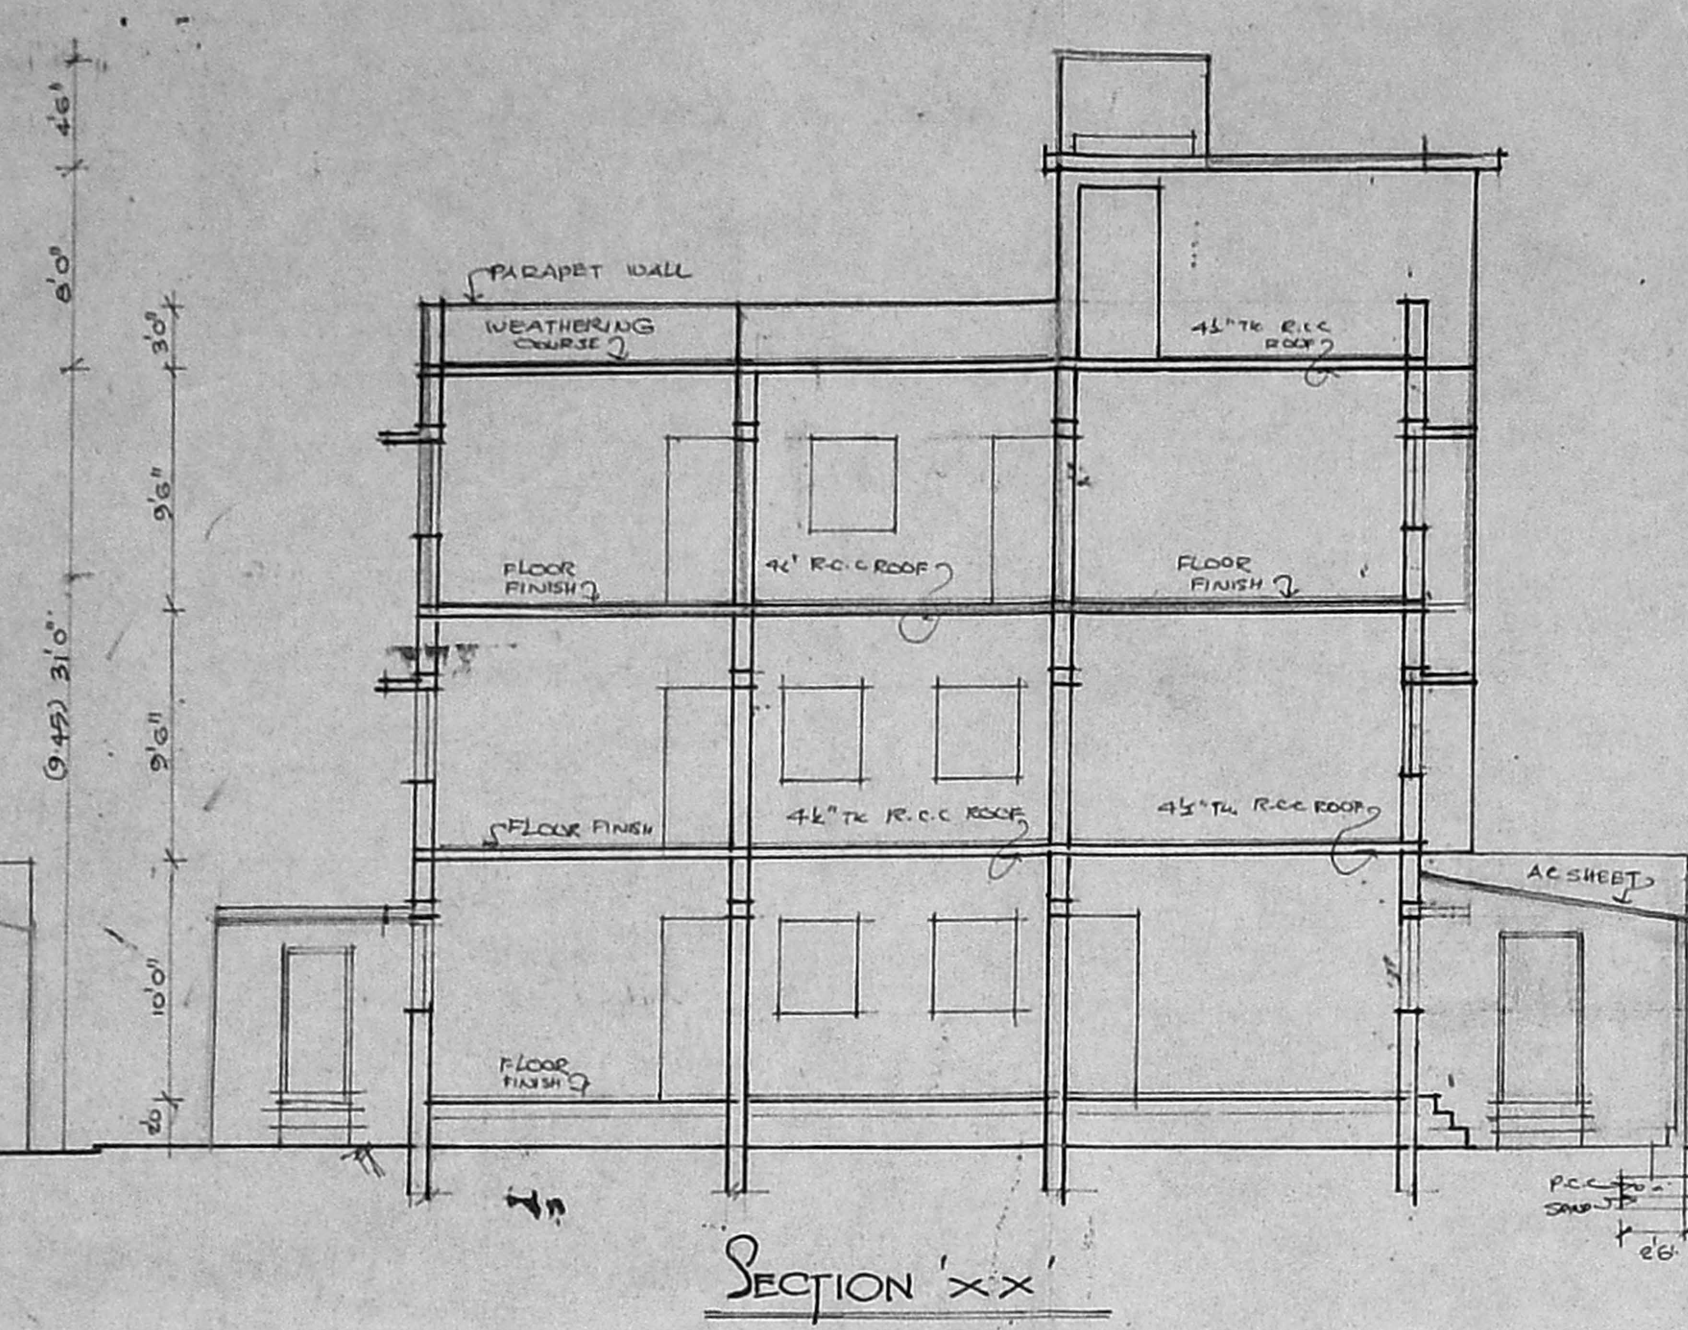 4'6"
8'0"
PARAPET WALL
3'0"
WEATHERING
COURSE
4½" TK R.C.C
ROOF
9'6"
FLOOR
FINISH
4½" R.C.C ROOF
FLOOR
FINISH
(9.45) 31'0"
9'6"
FLOOR FINISH
4½" TK R.C.C ROOF
4½" TK R.C.C ROOF
AC SHEET
10'0"
FLOOR
FINISH
2'0"
P.C.C
SAND
2'6"
SECTION 'XX'